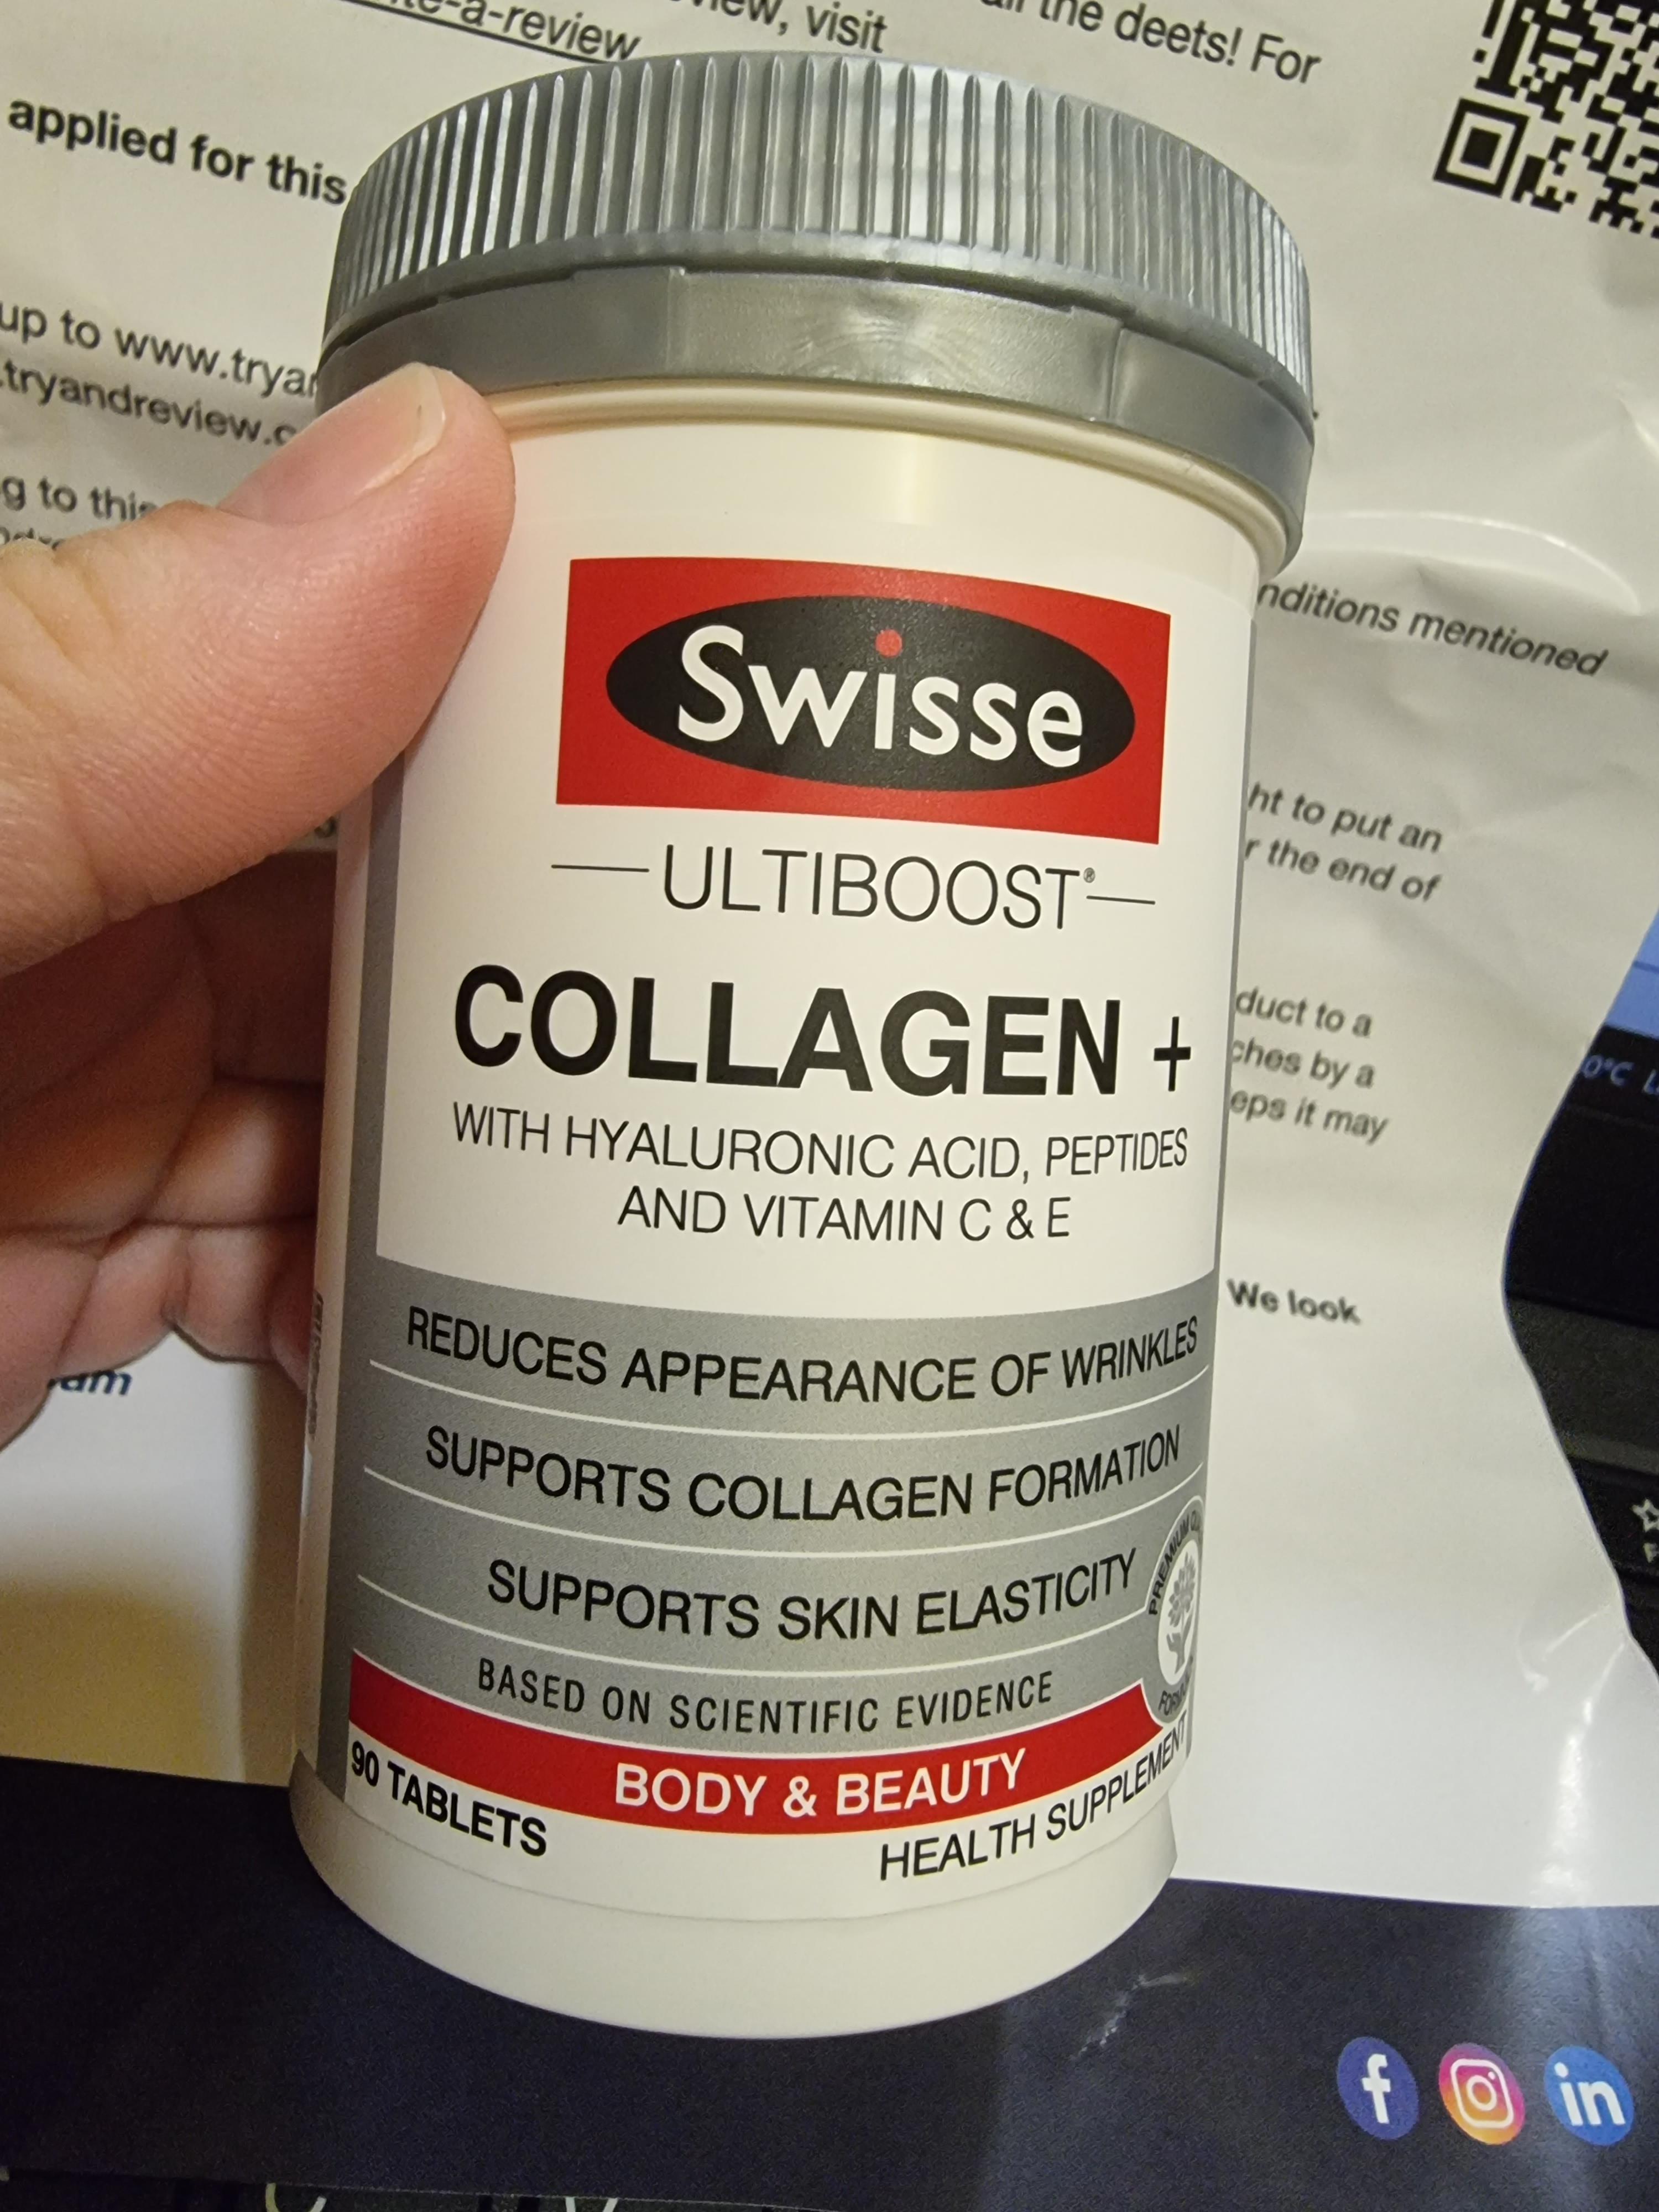 -a-review
visit
the deets! For
applied for this
up to www.tryan
tryandreview.c
g to this
nditions mentioned
ht to put an
r the end of
duct to a
ches by a
eps it may
We look
Swisse
ULTIBOOST®
COLLAGEN +
WITH HYALURONIC ACID, PEPTIDES
AND VITAMIN C & E
REDUCES APPEARANCE OF WRINKLES
SUPPORTS COLLAGEN FORMATION
SUPPORTS SKIN ELASTICITY
BASED ON SCIENTIFIC EVIDENCE
PREMIUM
BODY & BEAUTY
90 TABLETS
HEALTH SUPPLEMENT
f
in